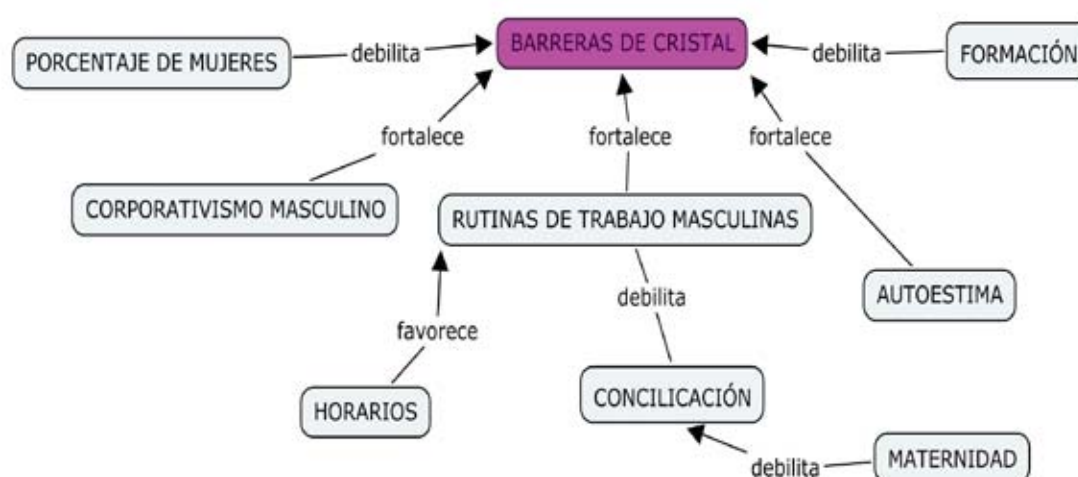 BARRERAS DE CRISTAL
PORCENTAJE DE MUJERES
debilita
debilita
FORMACIÓN
fortalece
fortalece
fortalece
CORPORATIVISMO MASCULINO
RUTINAS DE TRABAJO MASCULINAS
AUTOESTIMA
debilita
favorece
HORARIOS
CONCILICACIÓN
debilita
MATERNIDAD